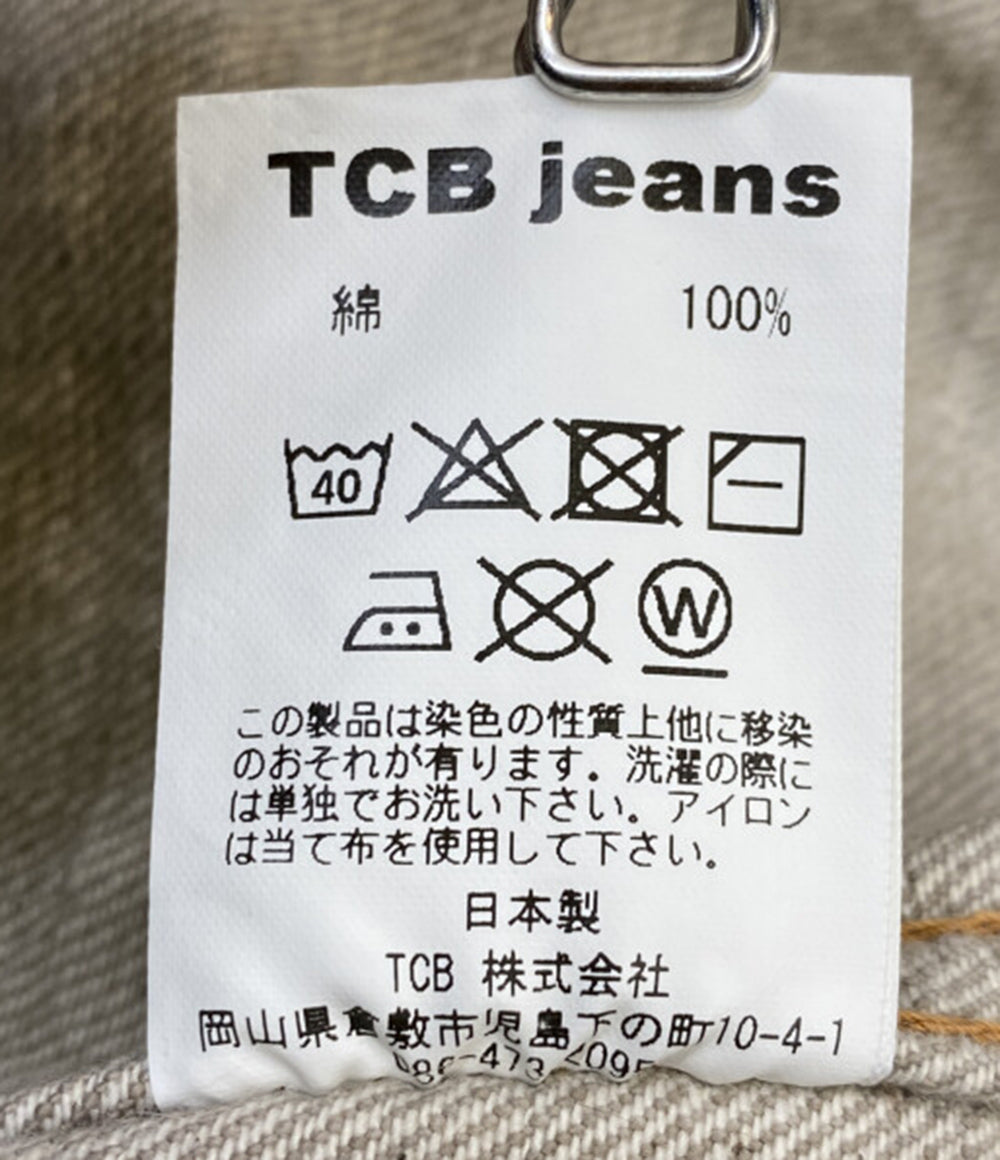 TCB jeans
綿 100%
40
W
この製品は染色の性質上他に移染
のおそれが有ります。洗濯の際に
は単独でお洗い下さい。アイロン
は当て布を使用して下さい。
日本製
TCB 株式会社
岡山県倉敷市児島下の町10-4-1